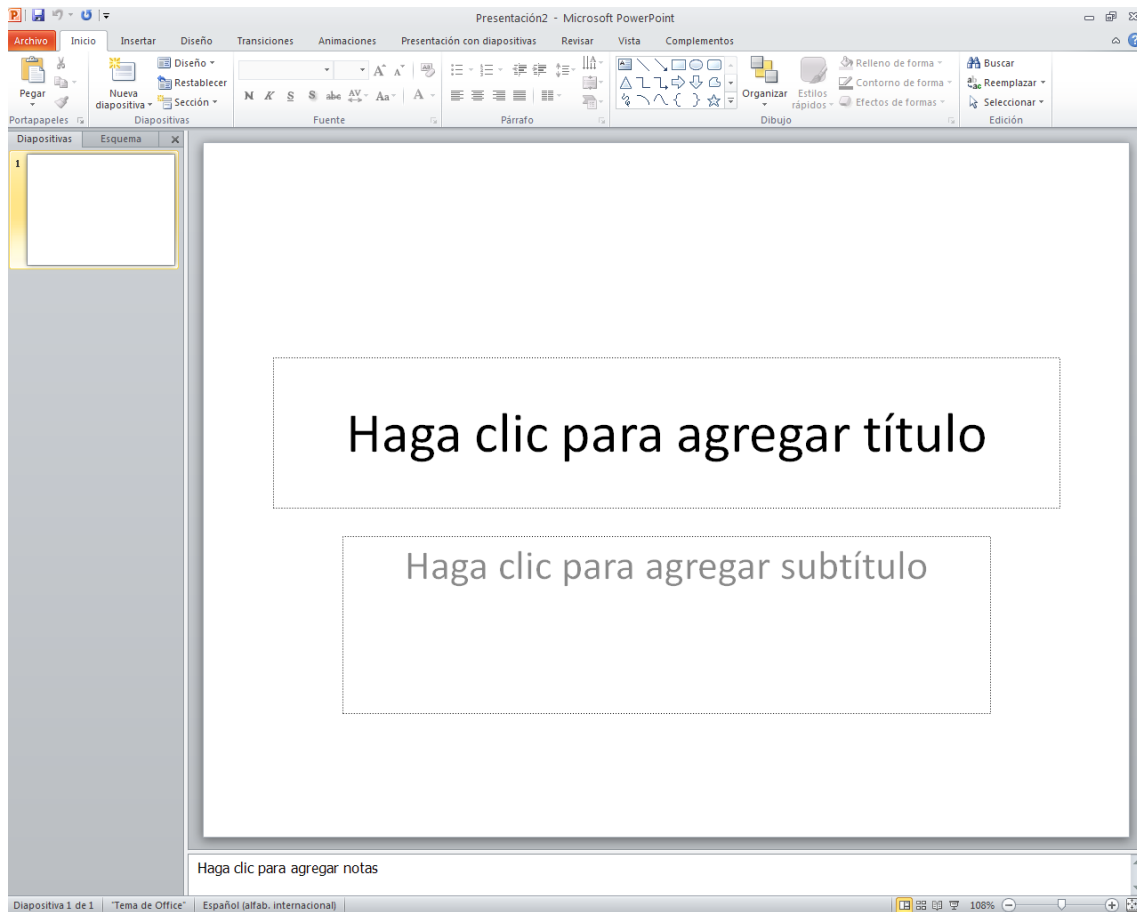 Presentación2 - Microsoft PowerPoint
Archivo Inicio Insertar Diseño Transiciones Animaciones Presentación con diapositivas Revisar Vista Complementos
Pegar
Nueva diapositiva
Diseño
Restablecer
Sección
N K S S abc AV Aa A
Organizar
Estilos rápidos
Relleno de forma
Contorno de forma
Efectos de formas
Buscar
Reemplazar
Seleccionar
Portapapeles Diapositivas Fuente Párrafo Dibujo Edición
Diapositivas Esquema
1
Haga clic para agregar título
Haga clic para agregar subtítulo
Haga clic para agregar notas
Diapositiva 1 de 1 "Tema de Office" Español (alfab. internacional) 108%